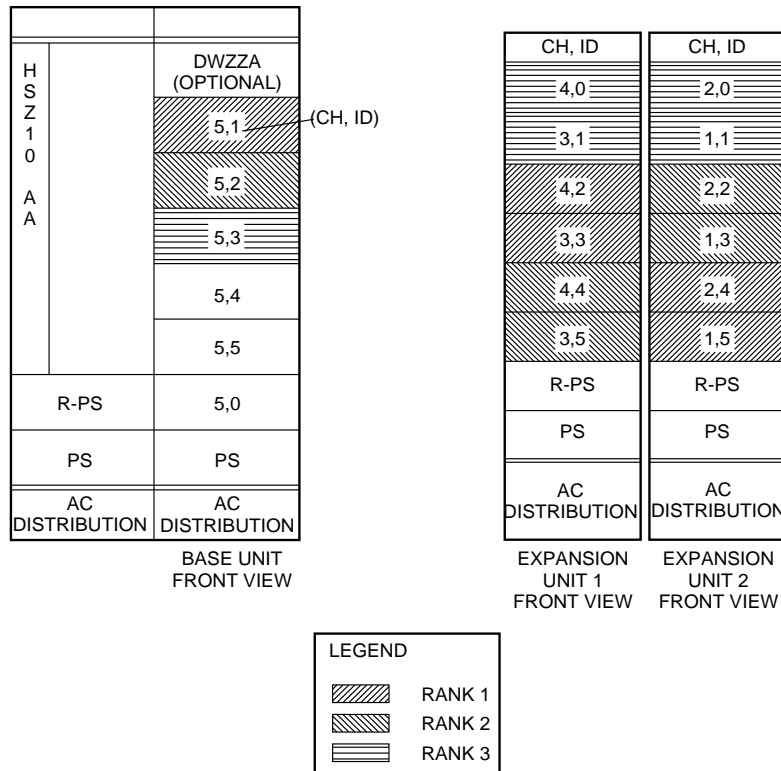 H
S
Z
1
0
A
A
DWZZA
(OPTIONAL)
5,1
(CH, ID)
5,2
5,3
5,4
5,5
R-PS
5,0
PS
PS
AC
DISTRIBUTION
AC
DISTRIBUTION
BASE UNIT
FRONT VIEW
CH, ID
4,0
3,1
4,2
3,3
4,4
3,5
R-PS
PS
AC
DISTRIBUTION
EXPANSION
UNIT 1
FRONT VIEW
CH, ID
2,0
1,1
2,2
1,3
2,4
1,5
R-PS
PS
AC
DISTRIBUTION
EXPANSION
UNIT 2
FRONT VIEW
LEGEND
RANK 1
RANK 2
RANK 3